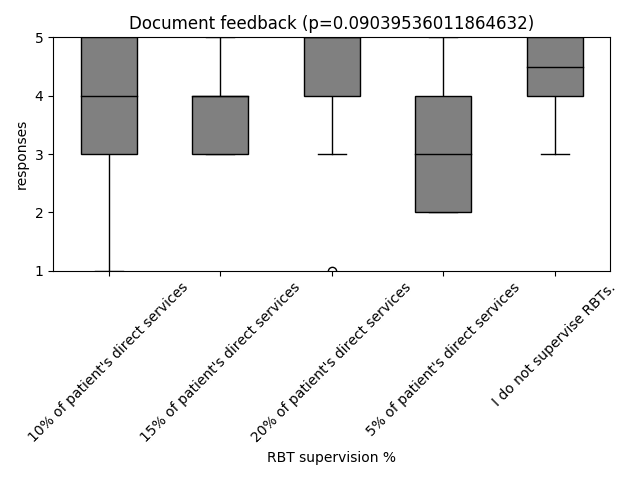 Document feedback (p=0.09039536011864632)
5
4
3
2
1
responses
10% of patient's direct services
15% of patient's direct services
20% of patient's direct services
5% of patient's direct services
I do not supervise RBTs.
RBT supervision %